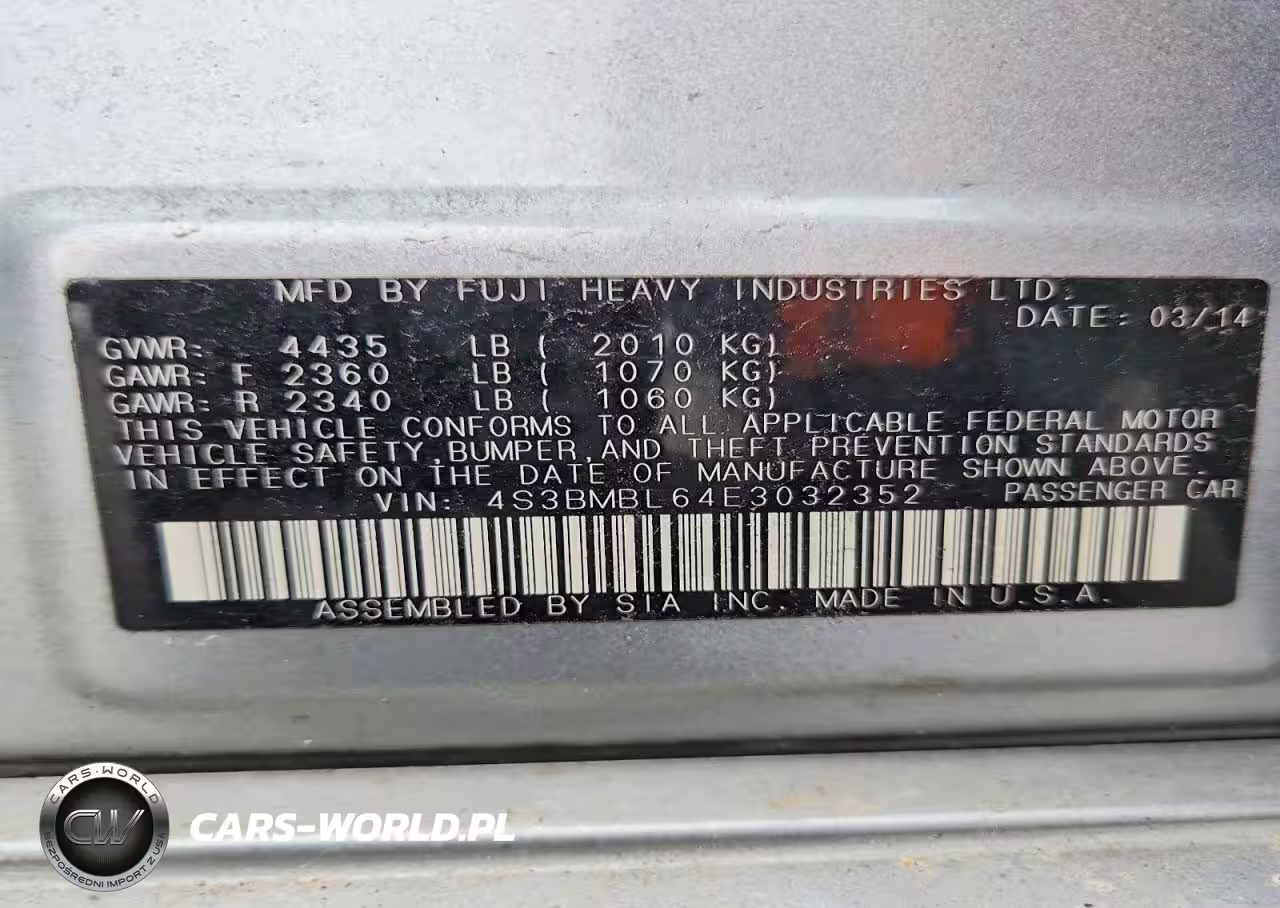 MFD BY FUJI HEAVY INDUSTRIES LTD.
DATE: 03/14
GVWR: 4435 LB ( 2010 KG)
GAWR: F 2360 LB ( 1070 KG)
GAWR: R 2340 LB ( 1060 KG)
THIS VEHICLE CONFORMS TO ALL APPLICABLE FEDERAL MOTOR
VEHICLE SAFETY,BUMPER,AND THEFT PREVENTION STANDARDS
IN EFFECT ON THE DATE OF MANUFACTURE SHOWN ABOVE.
VIN: 4S3BMBL64E3032352 PASSENGER CAR
ASSEMBLED BY SIA INC. MADE IN U.S.A.
CARS-WORLD
CW
BEZPOŚREDNI IMPORT Z USA
CARS-WORLD.PL